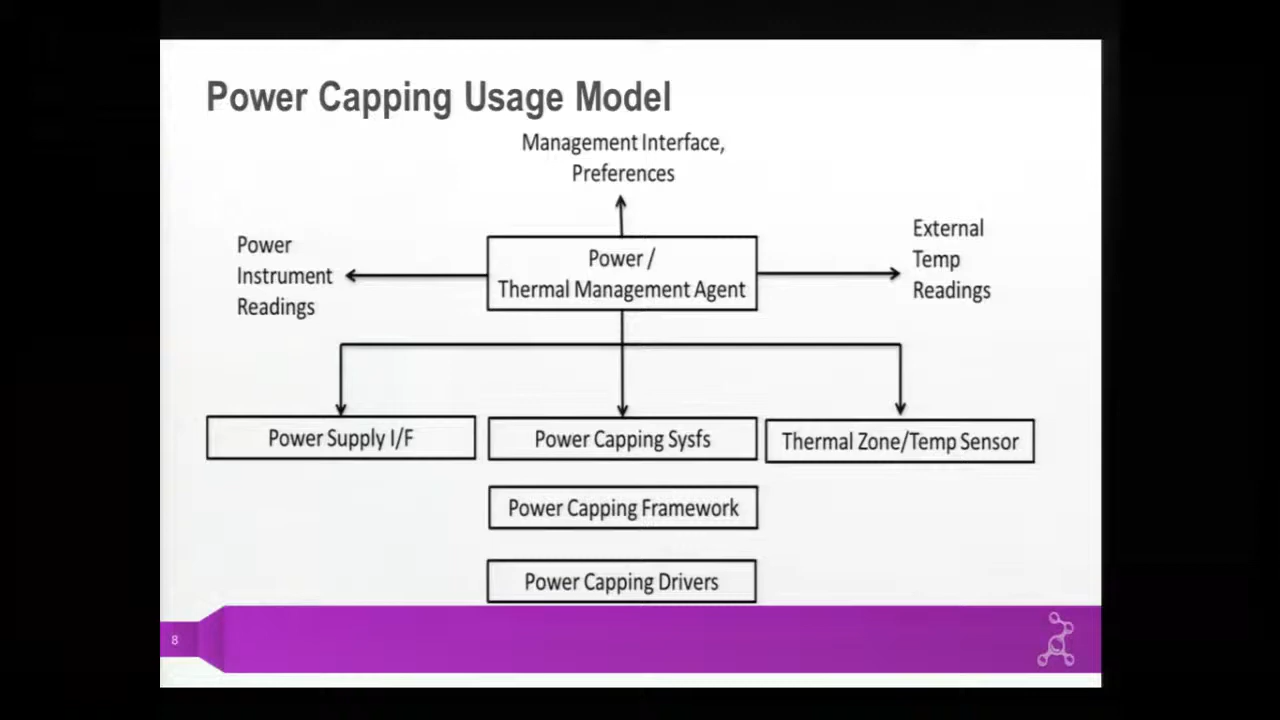 Power Capping Usage Model
Management Interface,
Preferences
Power
Instrument
Readings
Power /
Thermal Management Agent
External
Temp
Readings
Power Supply I/F
Power Capping Sysfs
Thermal Zone/Temp Sensor
Power Capping Framework
Power Capping Drivers
8